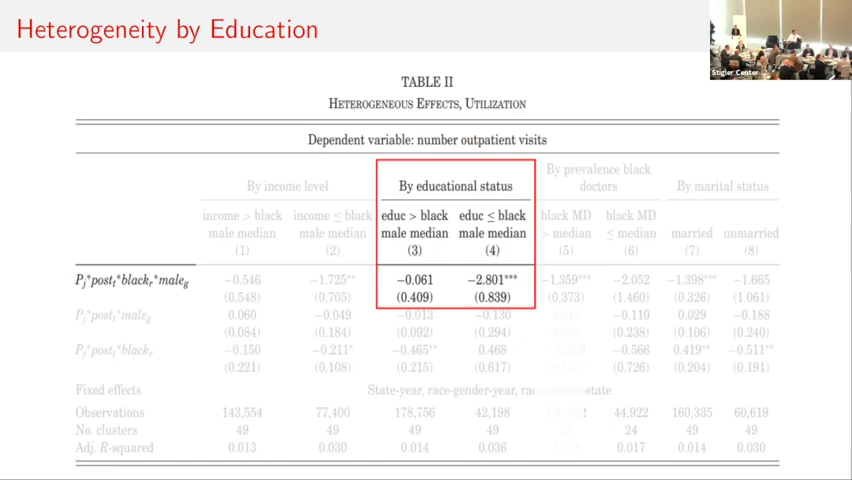 Heterogeneity by Education
Stigler Center
TABLE II
HETEROGENEOUS EFFECTS, UTILIZATION
Dependent variable: number outpatient visits
By income level By educational status By prevalence black doctors By marital status
income > black male median (1) income ≤ black male median (2) educ > black male median (3) educ ≤ black male median (4) black MD > median (5) black MD ≤ median (6) married (7) unmarried (8)
Pj*postt*blackr*maleg −0.546 −1.725** −0.061 −2.801*** −1.359*** −2.052 −1.398*** −1.665
(0.548) (0.705) (0.409) (0.839) (0.373) (1.460) (0.326) (1.061)
Pj*postt*maleg 0.060 −0.049 −0.013 −0.130 −0.110 0.029 −0.188
(0.084) (0.184) (0.092) (0.294) (0.238) (0.106) (0.240)
Pj*postt*blackr −0.150 −0.211* −0.465** 0.468 −0.566 0.419** −0.511**
(0.221) (0.108) (0.215) (0.617) (0.726) (0.204) (0.191)
Fixed effects State-year, race-gender-year,
Observations 143,554 77,400 178,756 42,198 44,922 160,335 60,619
No. clusters 49 49 49 49 24 49 49
Adj. R-squared 0.013 0.030 0.014 0.036 0.017 0.014 0.030